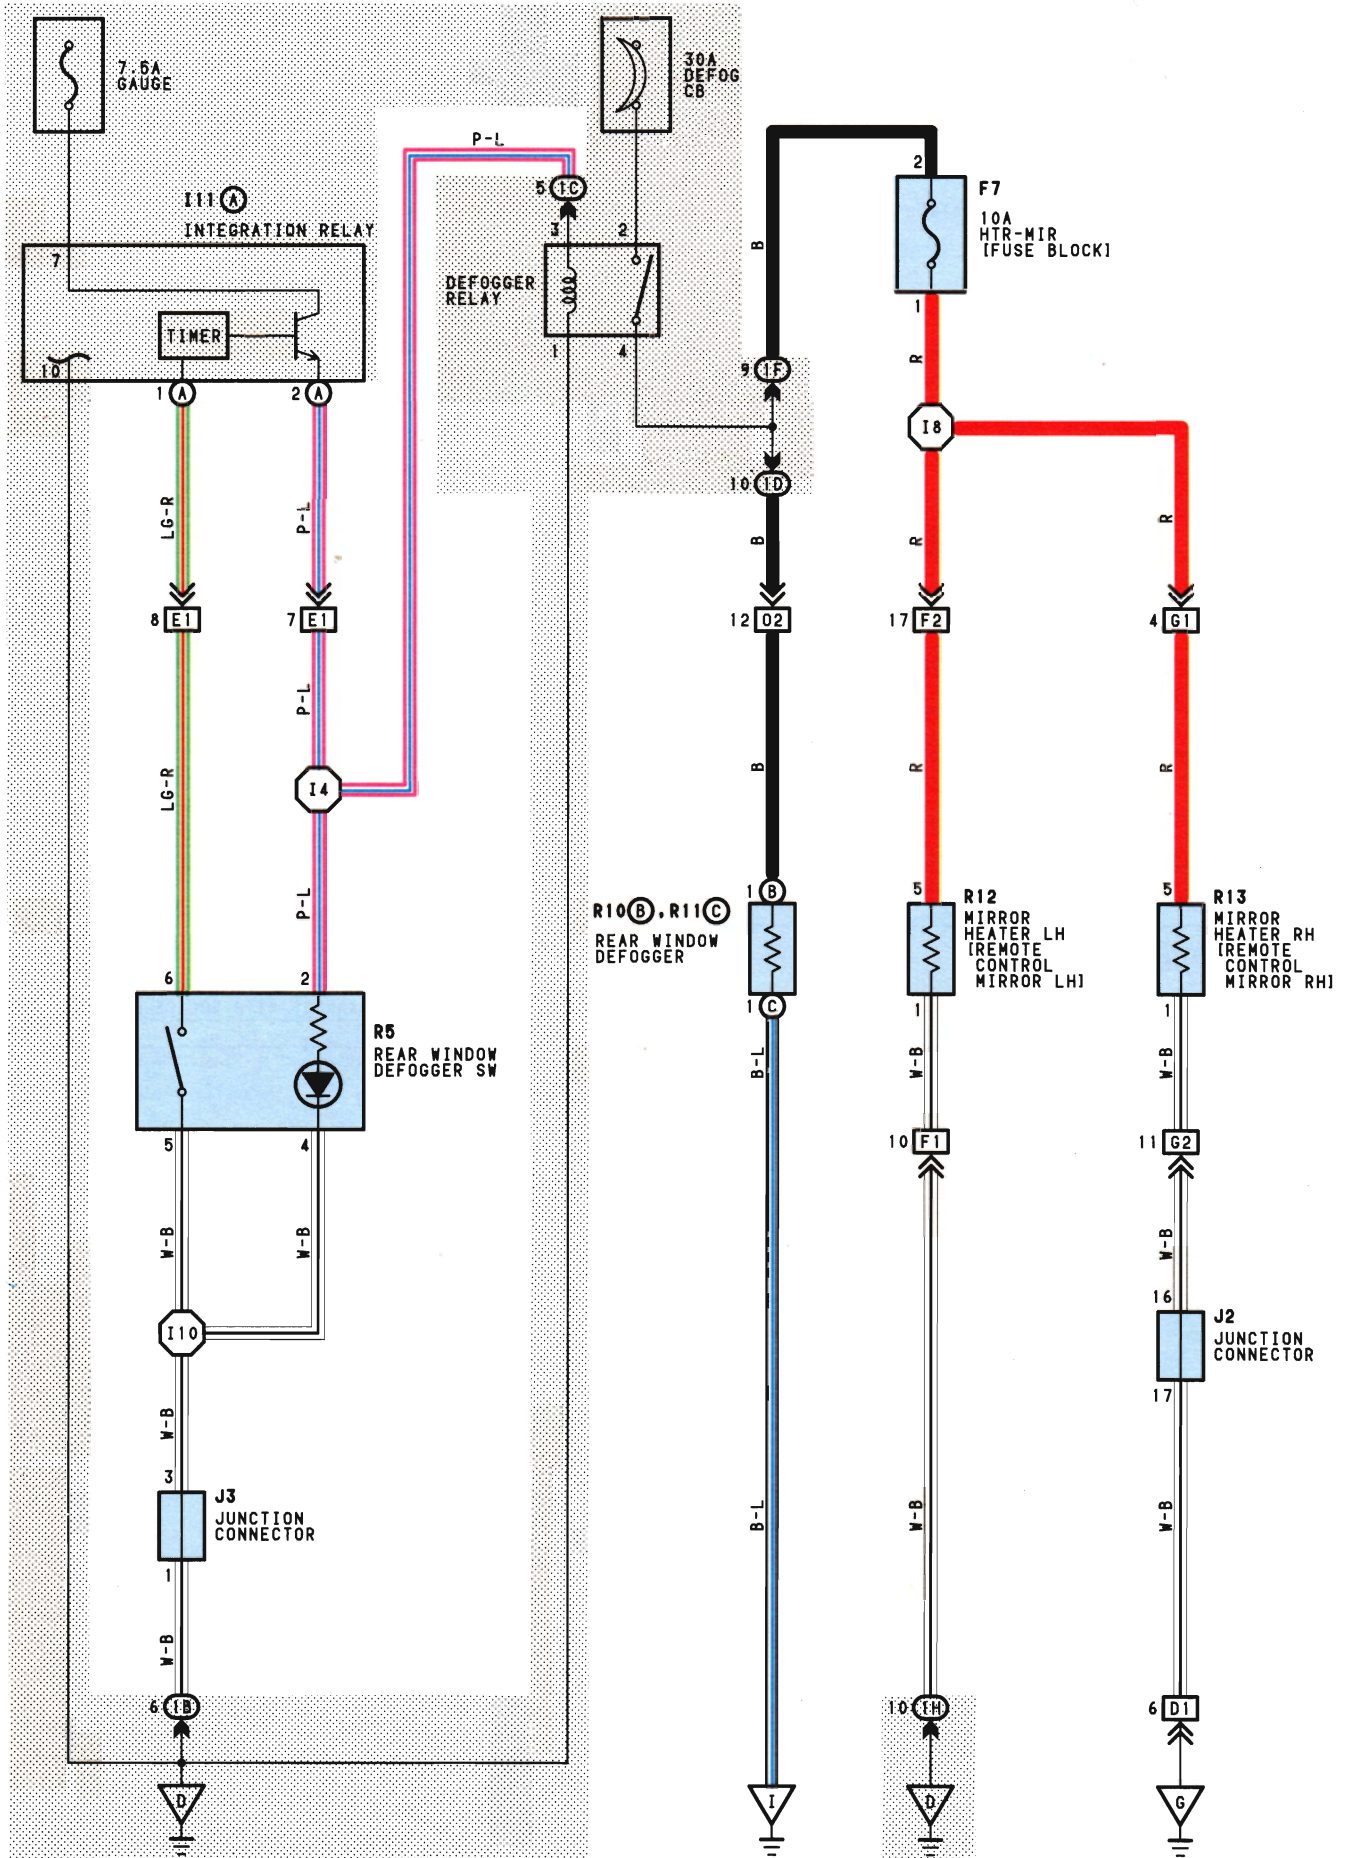 7.5A
GAUGE
30A
DEFOG
CB
P-L
5 1C
I11 A
INTEGRATION RELAY
7
TIMER
10
1 A
2 A
3
2
DEFOGGER
RELAY
1
4
B
2
F7
10A
HTR-MIR
[FUSE BLOCK]
1
R
9 1F
I8
10 1D
LG-R
P-L
B
R
R
8 E1
7 E1
12 O2
17 F2
4 G1
P-L
LG-R
I4
B
R
R
P-L
1 B
R10 B, R11 C
REAR WINDOW
DEFOGGER
1 C
5
R12
MIRROR
HEATER LH
[REMOTE
CONTROL
MIRROR LH]
1
5
R13
MIRROR
HEATER RH
[REMOTE
CONTROL
MIRROR RH]
1
6
2
R5
REAR WINDOW
DEFOGGER SW
5
4
B-L
W-B
W-B
10 F1
11 G2
W-B
W-B
W-B
16
J2
JUNCTION
CONNECTOR
17
I10
W-B
3
J3
JUNCTION
CONNECTOR
1
B-L
W-B
W-B
W-B
6 1B
10 1H
6 D1
D
I
D
G